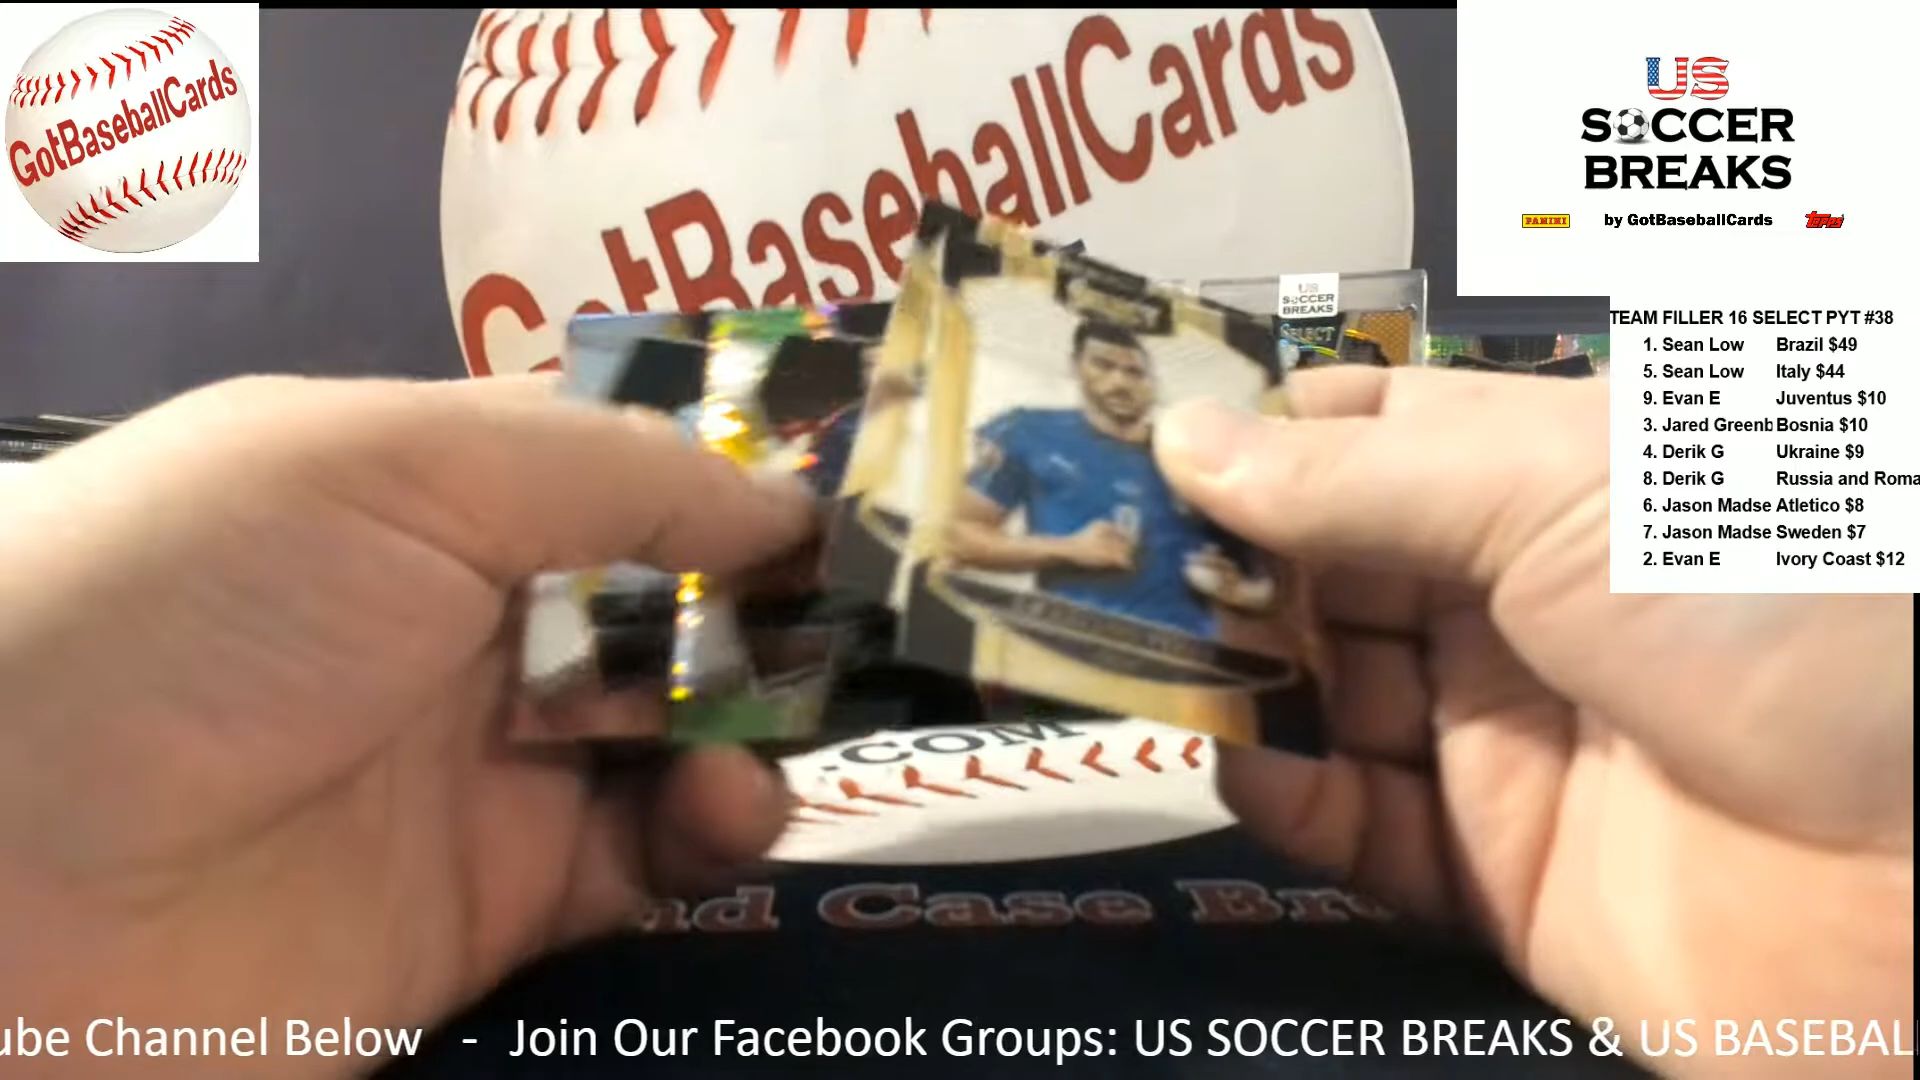 GotBaseballCards
GotBaseballCards
US
SOCCER
BREAKS
PANINI
by GotBaseballCards
Topps
US
SOCCER
BREAKS
SELECT
TEAM FILLER 16 SELECT PYT #38
1. Sean Low Brazil $49
5. Sean Low Italy $44
9. Evan E Juventus $10
3. Jared Greenb Bosnia $10
4. Derik G Ukraine $9
8. Derik G Russia and Roma
6. Jason Madse Atletico $8
7. Jason Madse Sweden $7
2. Evan E Ivory Coast $12
.COM
nd Case Bre
ube Channel Below - Join Our Facebook Groups: US SOCCER BREAKS & US BASEBAL